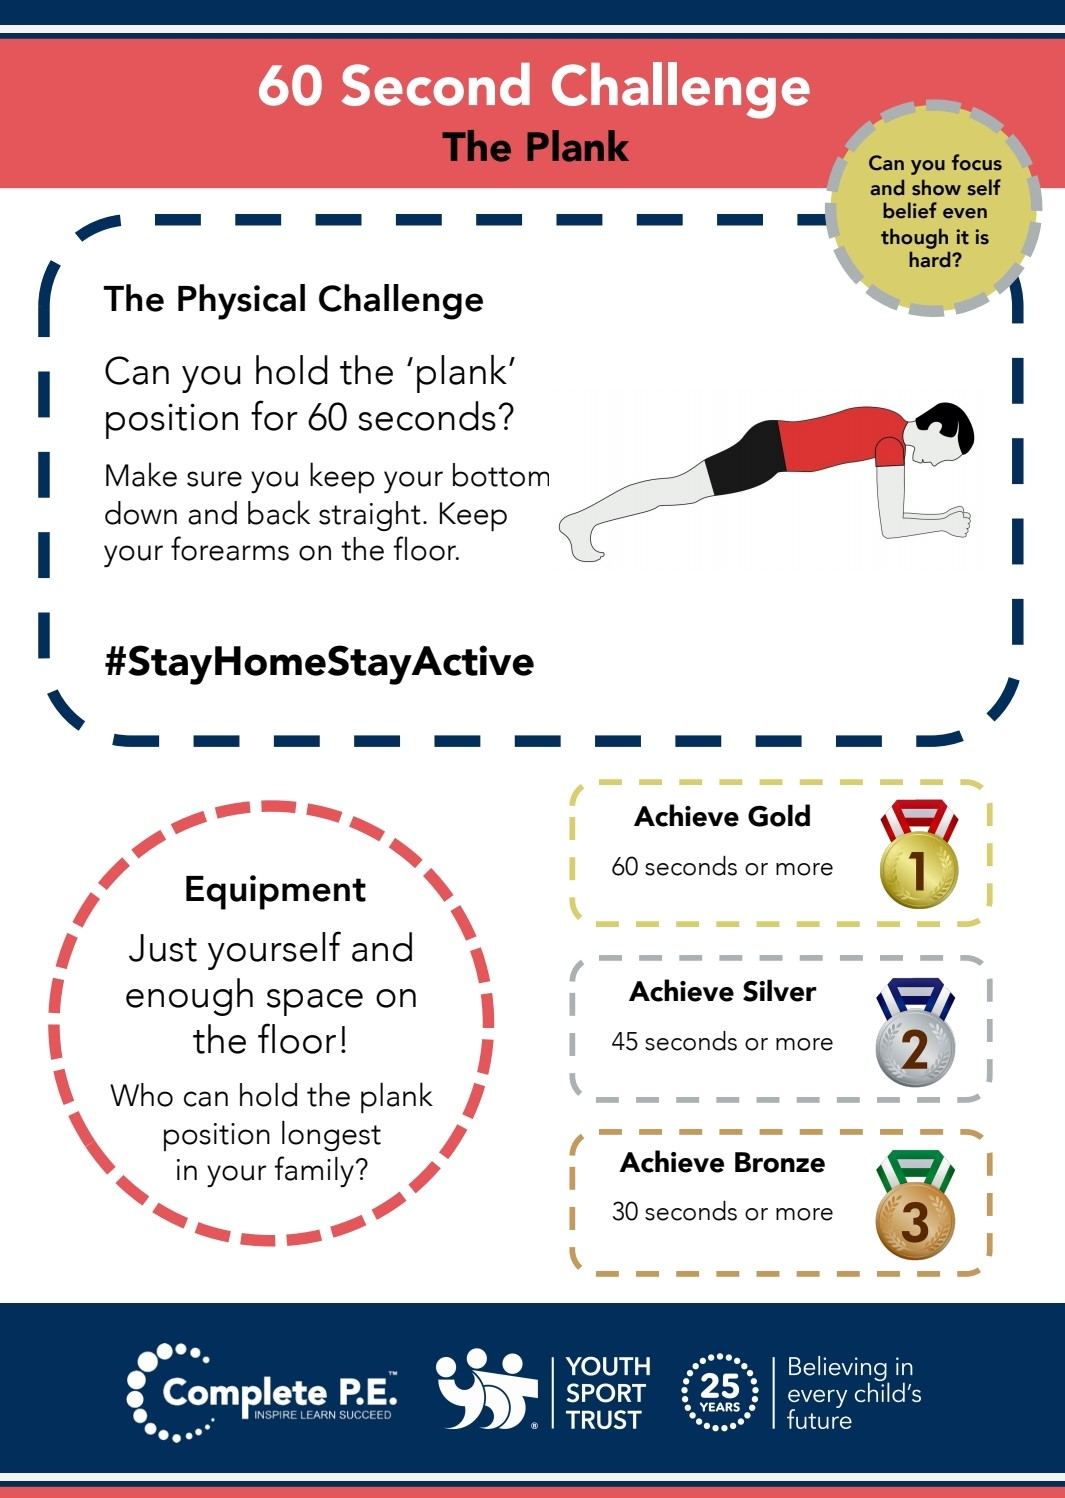 60 Second Challenge
The Plank
Can you focus
and show self
belief even
though it is
hard?
The Physical Challenge
Can you hold the ‘plank’
position for 60 seconds?
Make sure you keep your bottom
down and back straight. Keep
your forearms on the floor.
#StayHomeStayActive
Equipment
Just yourself and
enough space on
the floor!
Who can hold the plank
position longest
in your family?
Achieve Gold
60 seconds or more
1
Achieve Silver
45 seconds or more
2
Achieve Bronze
30 seconds or more
3
Complete P.E.™
INSPIRE LEARN SUCCEED
®
YOUTH
SPORT
TRUST
25
YEARS
Believing in
every child’s
future